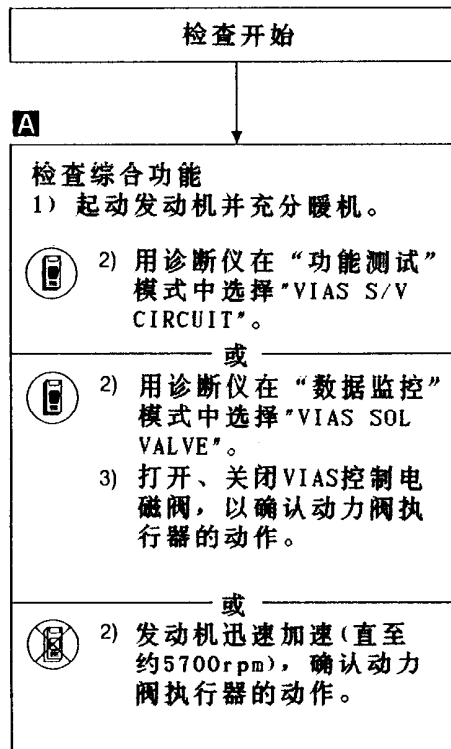 检查开始
A
检查综合功能
1) 起动发动机并充分暖机。
2) 用诊断仪在“功能测试”
模式中选择"VIAS S/V
CIRCUIT"。
或
2) 用诊断仪在“数据监控”
模式中选择"VIAS SOL
VALVE"。
3) 打开、关闭VIAS控制电
磁阀，以确认动力阀执
行器的动作。
或
2) 发动机迅速加速(直至
约5700rpm)，确认动力
阀执行器的动作。